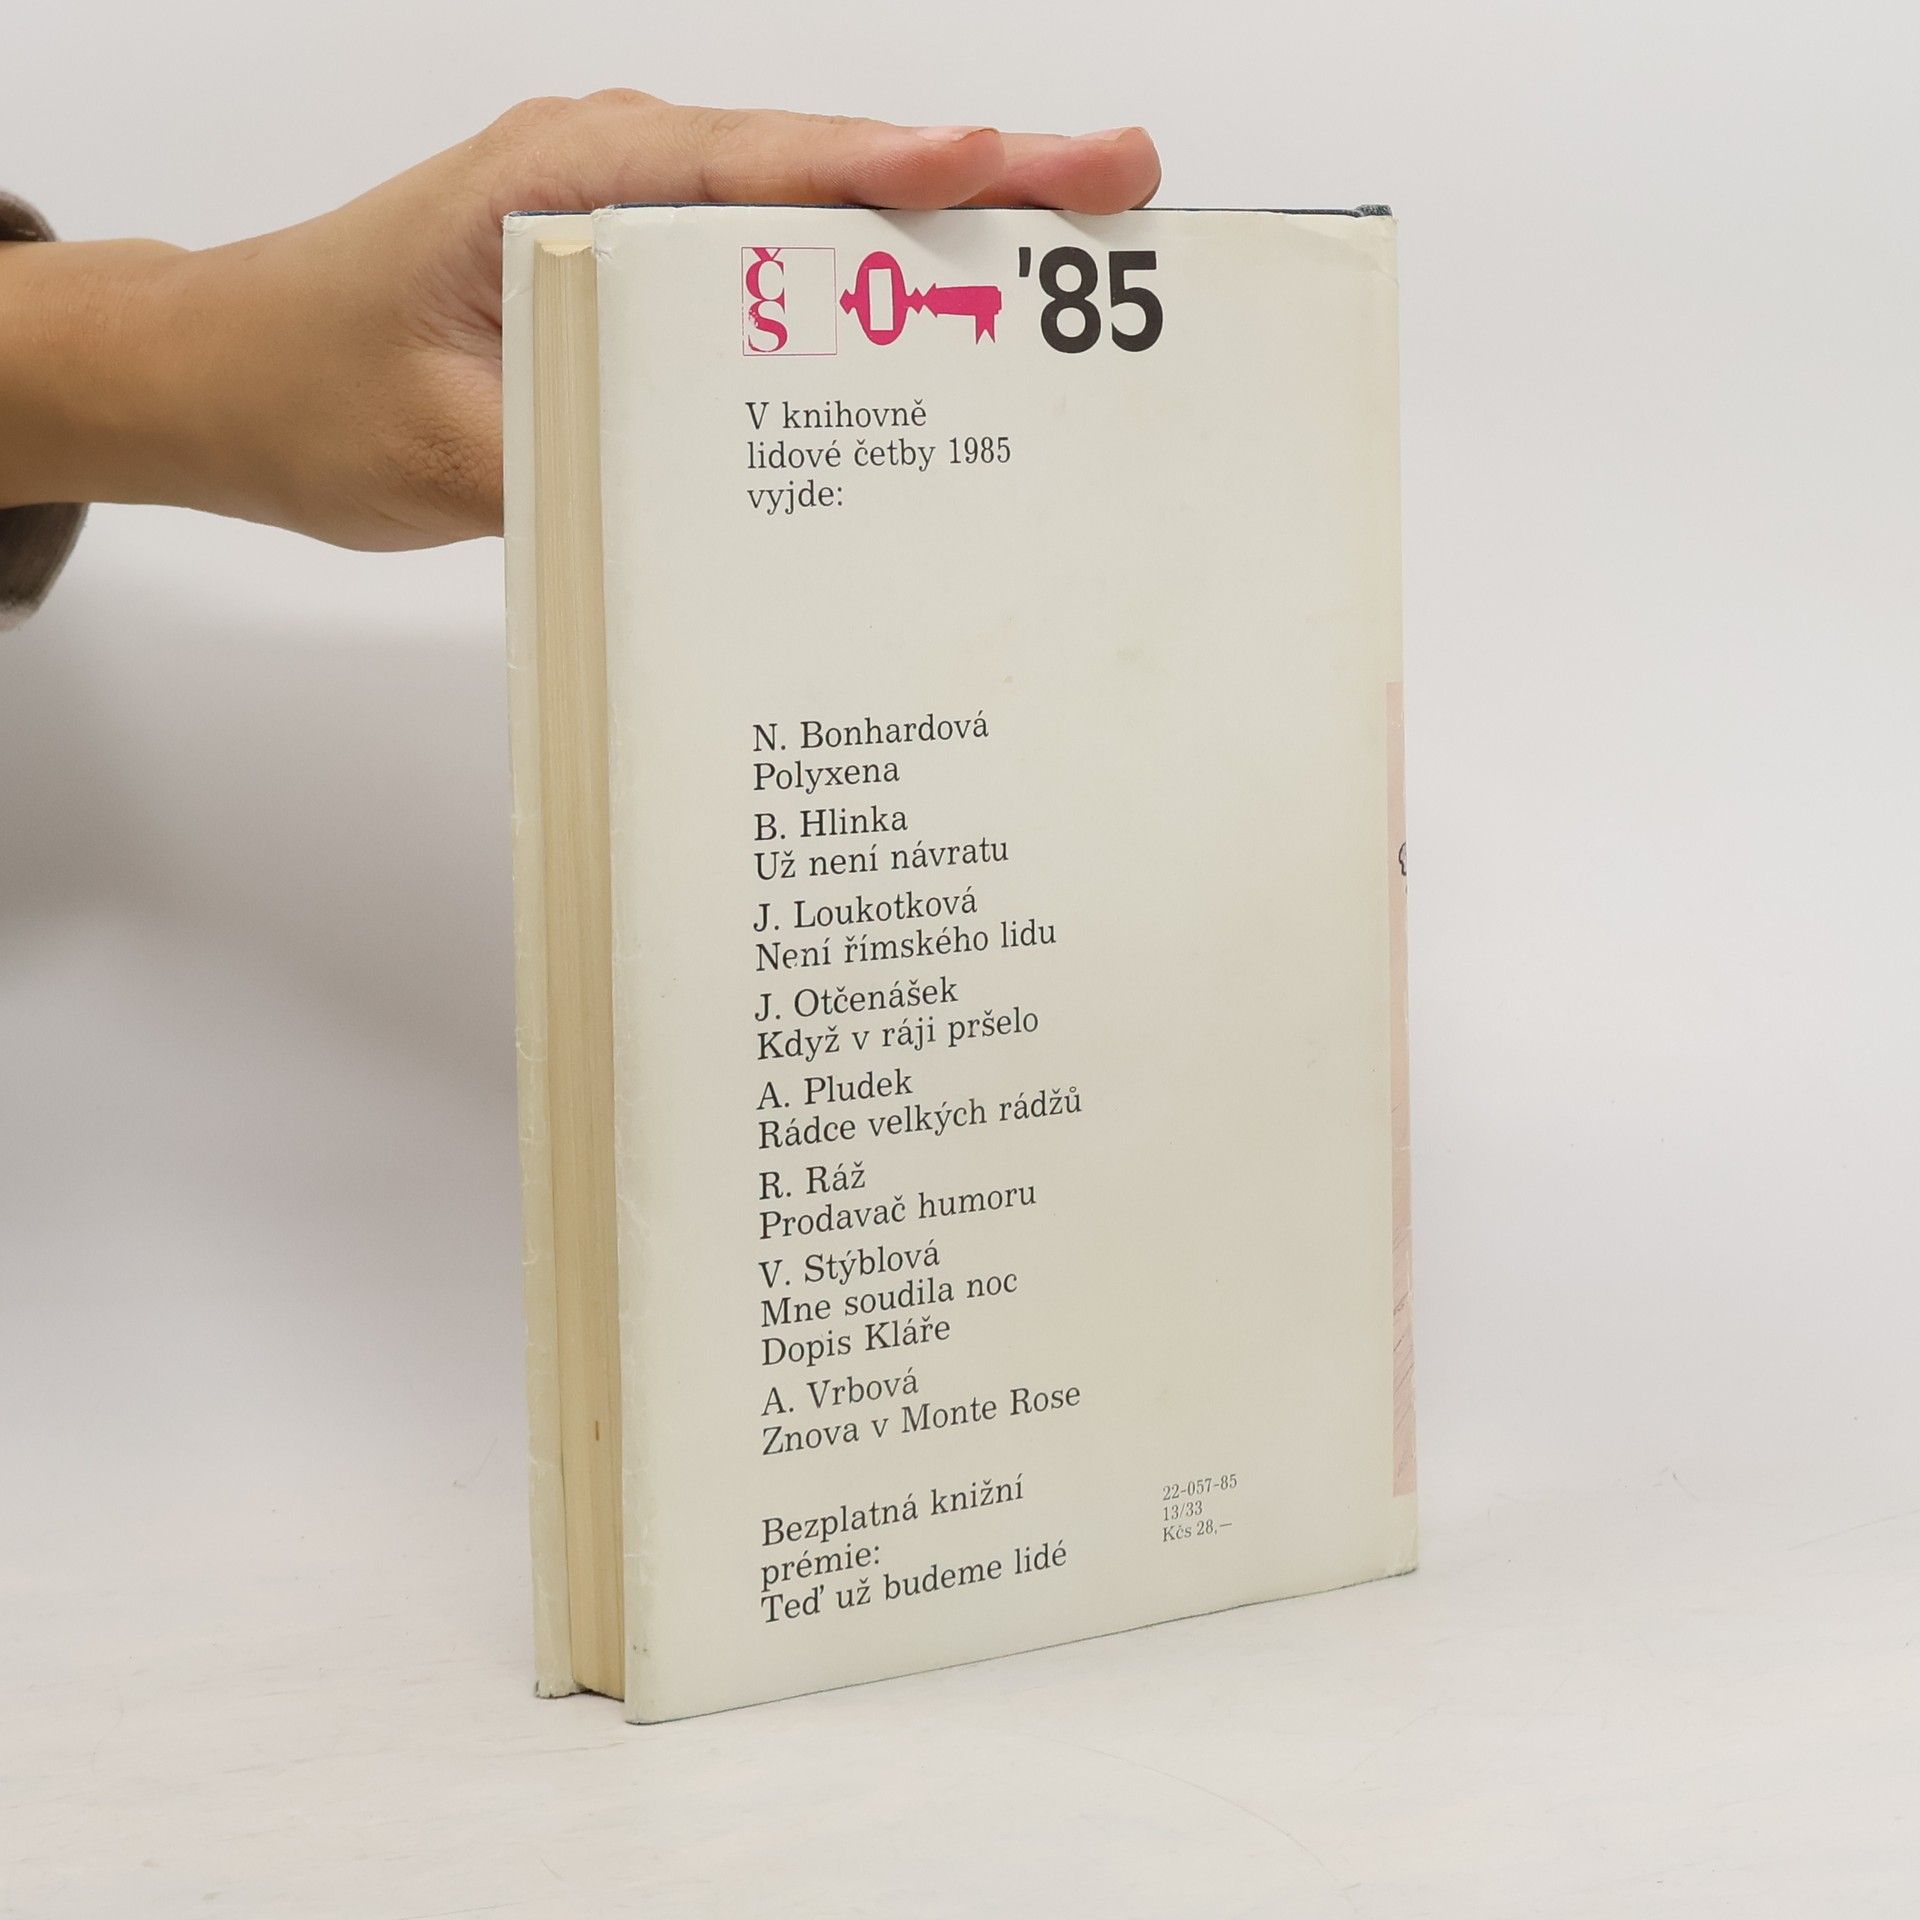 ČS
'85
V knihovně
lidové četby 1985
vyjde:
N. Bonhardová
Polyxena
B. Hlinka
Už není návratu
J. Loukotková
Není římského lidu
J. Otčenášek
Když v ráji pršelo
A. Pludek
Rádce velkých rádžů
R. Ráž
Prodavač humoru
V. Stýblová
Mne soudila noc
Dopis Kláře
A. Vrbová
Znova v Monte Rose
Bezplatná knižní
prémie:
Teď už budeme lidé
22-057-85
13/33
Kčs 28,—